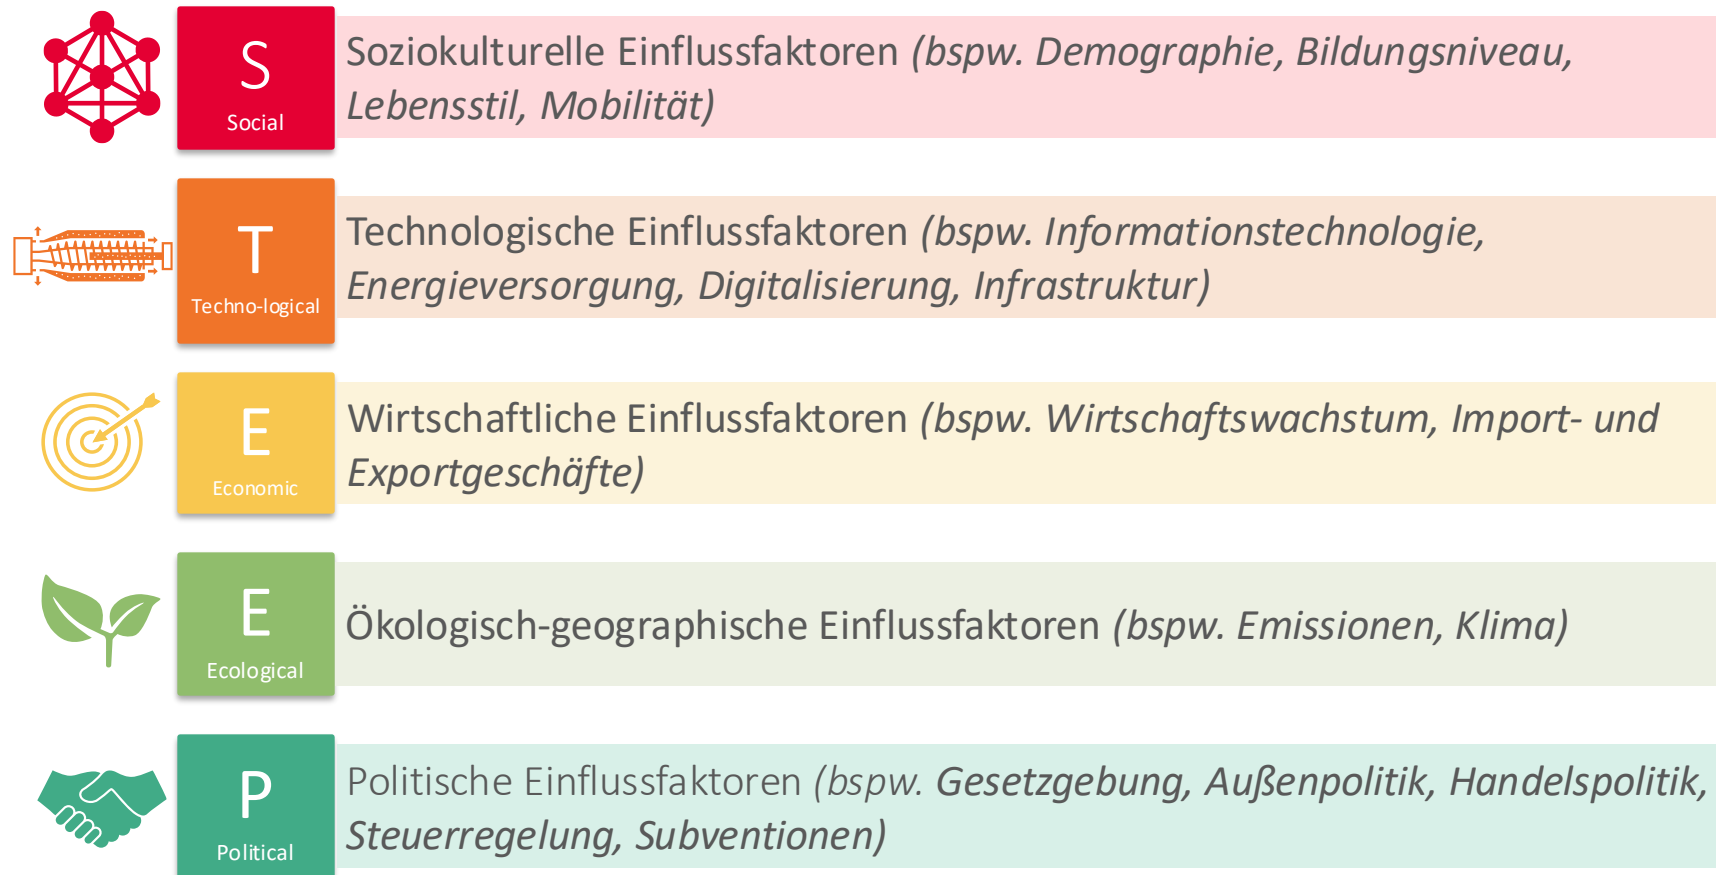 S
Social
Soziokulturelle Einflussfaktoren (bspw. Demographie, Bildungsniveau,
Lebensstil, Mobilität)
T
Techno-logical
Technologische Einflussfaktoren (bspw. Informationstechnologie,
Energieversorgung, Digitalisierung, Infrastruktur)
E
Economic
Wirtschaftliche Einflussfaktoren (bspw. Wirtschaftswachstum, Import- und
Exportgeschäfte)
E
Ecological
Ökologisch-geographische Einflussfaktoren (bspw. Emissionen, Klima)
P
Political
Politische Einflussfaktoren (bspw. Gesetzgebung, Außenpolitik, Handelspolitik,
Steuerregelung, Subventionen)